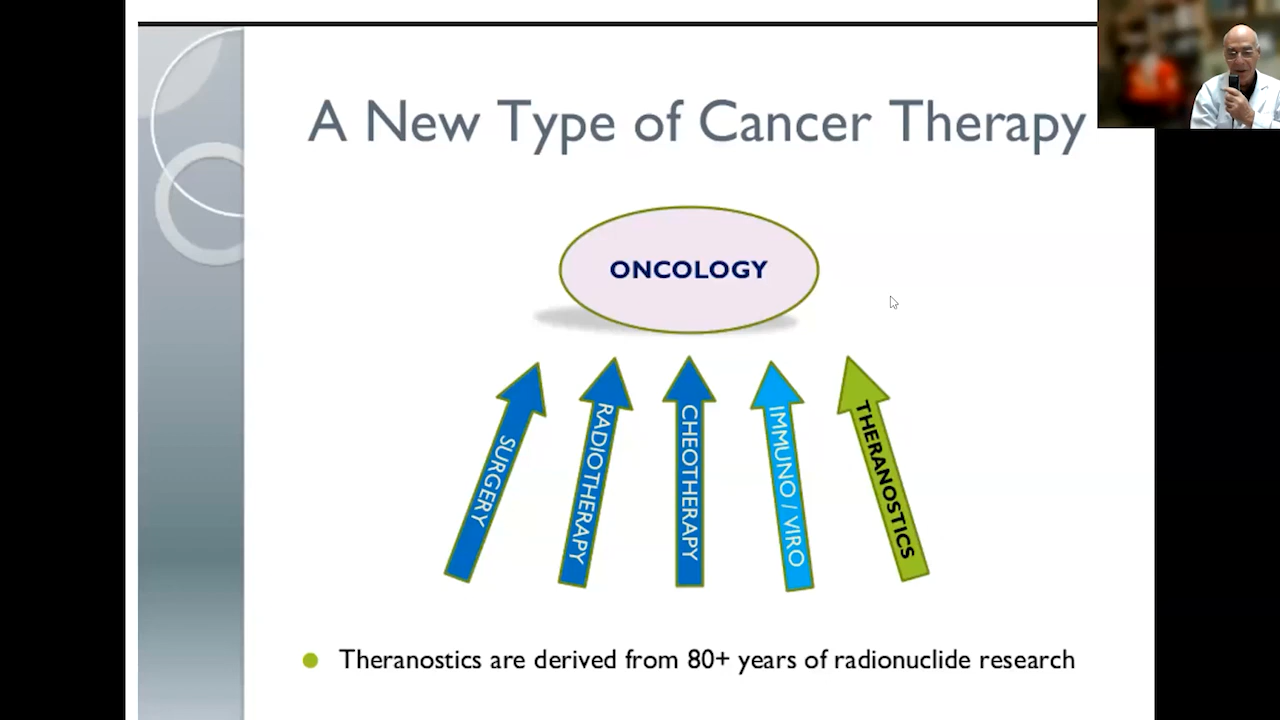 A New Type of Cancer Therapy
ONCOLOGY
SURGERY
RADIOTHERAPY
CHEOTHERAPY
IMMUNO / VIRO
THERANOSTICS
Theranostics are derived from 80+ years of radionuclide research